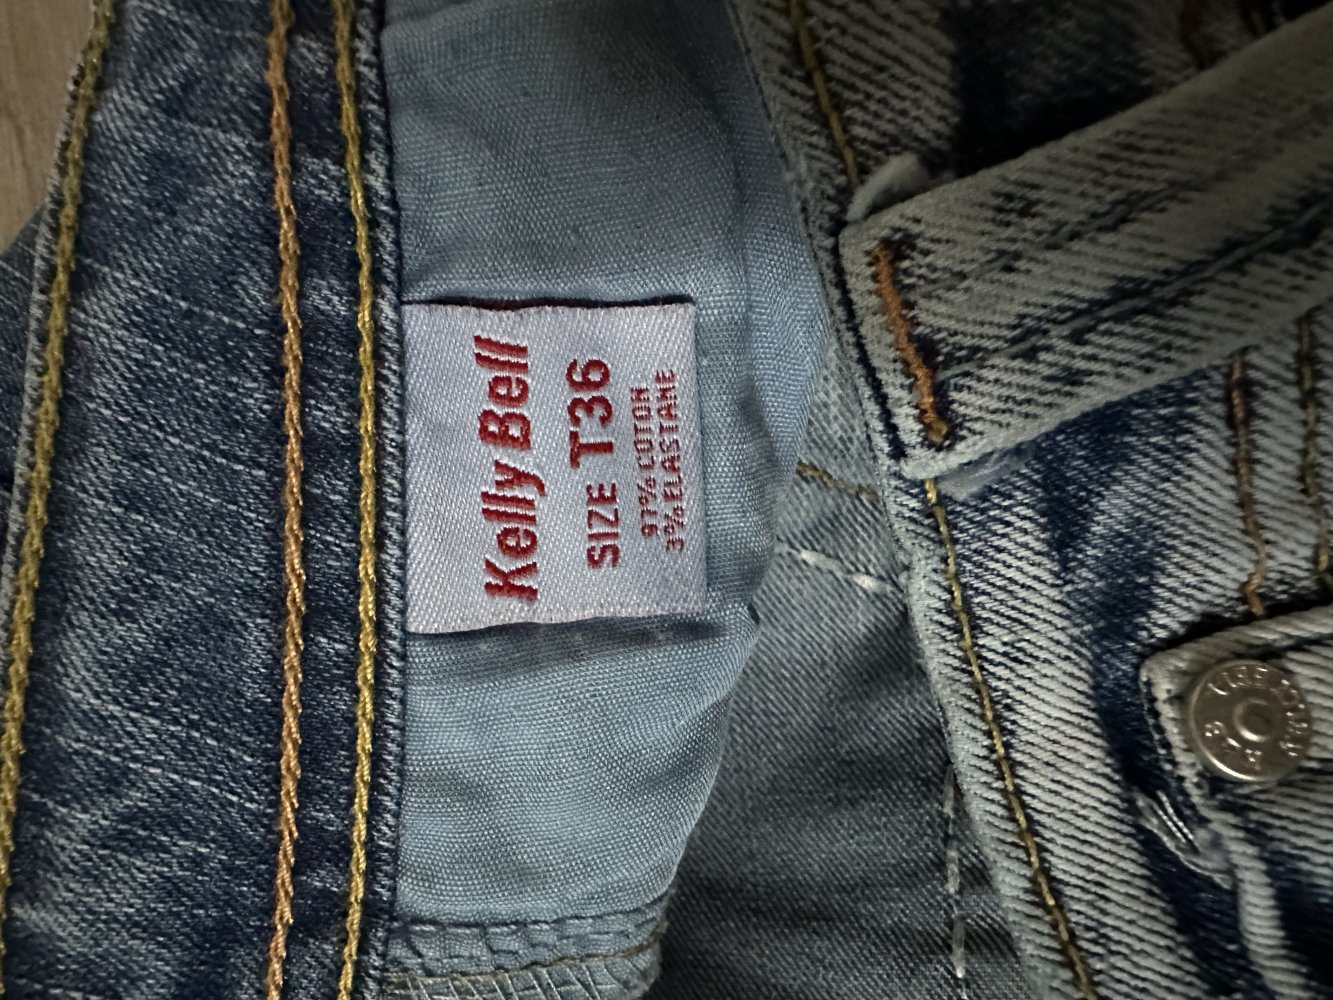 Kelly Bell
SIZE T36
97% COTON
3% ELASTANE